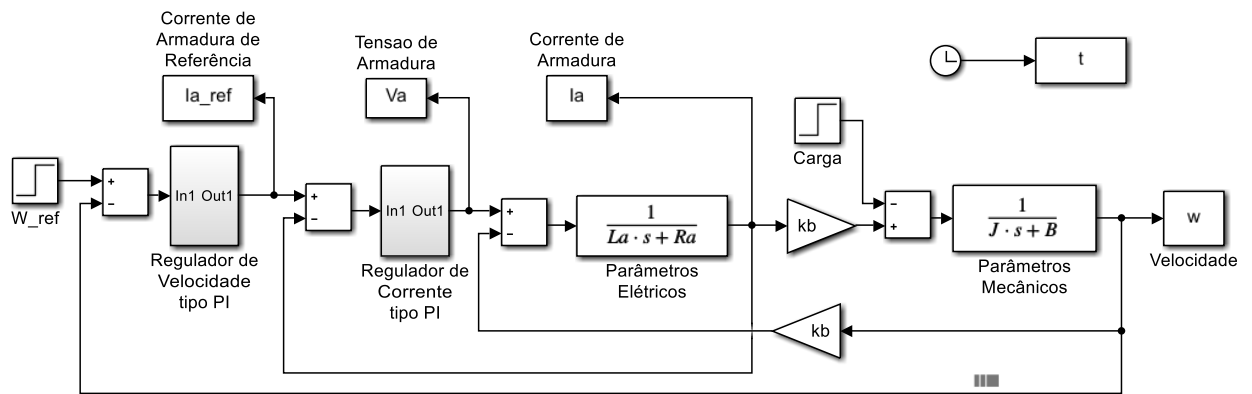 Corrente de
Armadura de
Referência
Ia_ref
Tensao de
Armadura
Va
Corrente de
Armadura
Ia
t
Carga
W_ref
+
−
In1 Out1
Regulador de
Velocidade
tipo PI
+
−
In1 Out1
Regulador de
Corrente
tipo PI
+
−
1
La · s + Ra
Parâmetros
Elétricos
kb
−
+
1
J · s + B
Parâmetros
Mecânicos
w
Velocidade
kb